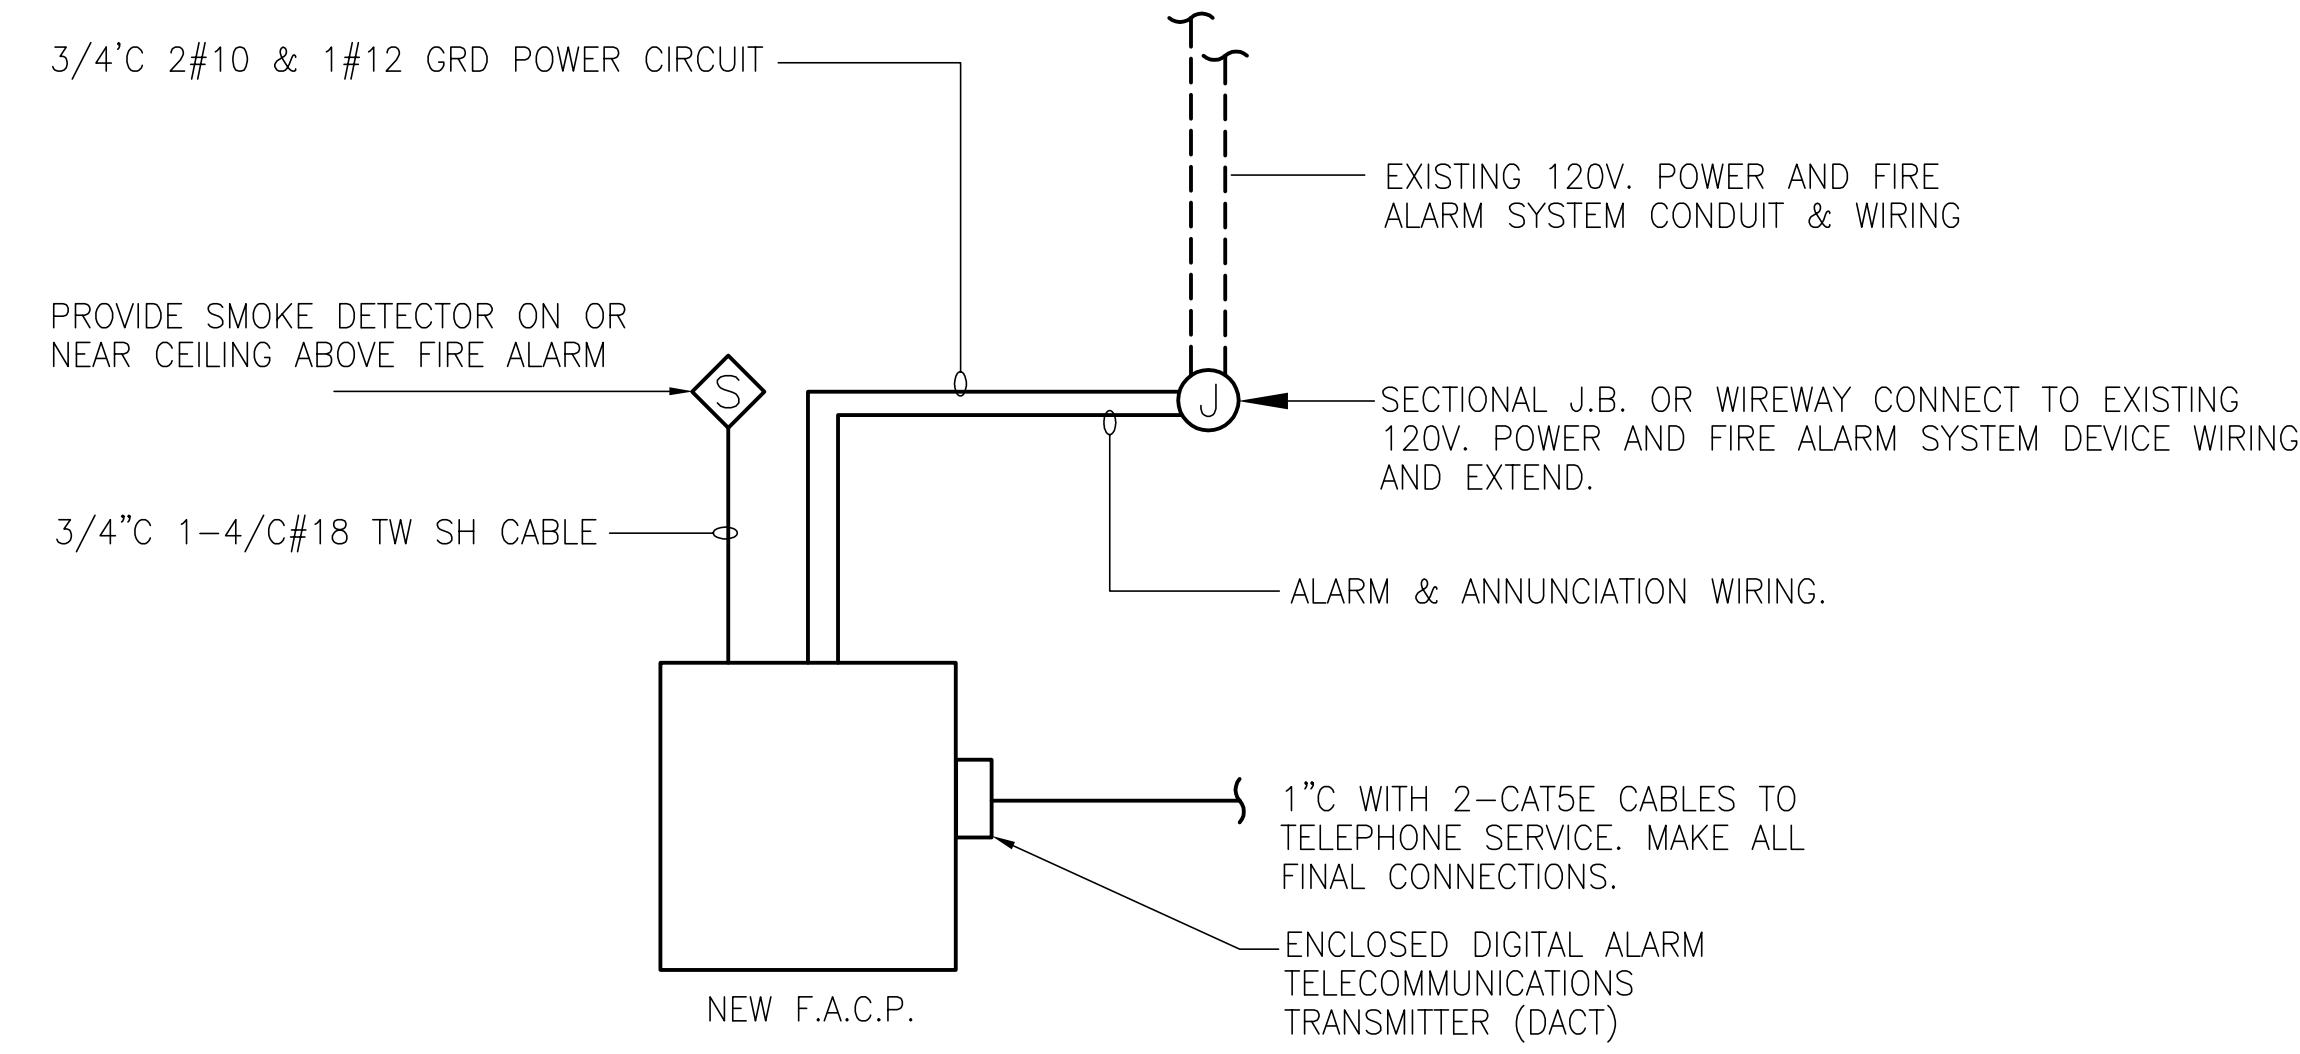 3/4'C 2#10 & 1#12 GRD POWER CIRCUIT
EXISTING 120V. POWER AND FIRE
ALARM SYSTEM CONDUIT & WIRING
PROVIDE SMOKE DETECTOR ON OR
NEAR CEILING ABOVE FIRE ALARM
S
J
SECTIONAL J.B. OR WIREWAY CONNECT TO EXISTING
120V. POWER AND FIRE ALARM SYSTEM DEVICE WIRING
AND EXTEND.
3/4"C 1-4/C#18 TW SH CABLE
ALARM & ANNUNCIATION WIRING.
1"C WITH 2-CAT5E CABLES TO
TELEPHONE SERVICE. MAKE ALL
FINAL CONNECTIONS.
ENCLOSED DIGITAL ALARM
TELECOMMUNICATIONS
TRANSMITTER (DACT)
NEW F.A.C.P.